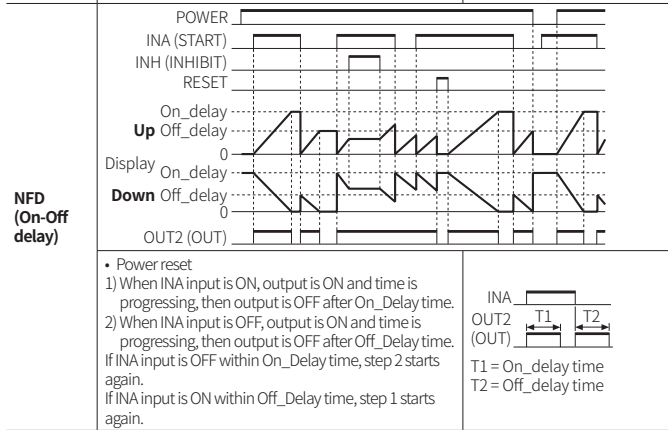 POWER
INA (START)
INH (INHIBIT)
RESET
On_delay
Up Off_delay
0
Display
On_delay
Down Off_delay
0
OUT2 (OUT)
NFD
(On-Off
delay)
• Power reset
1) When INA input is ON, output is ON and time is
progressing, then output is OFF after On_Delay time.
2) When INA input is OFF, output is ON and time is
progressing, then output is OFF after Off_Delay time.
If INA input is OFF within On_Delay time, step 2 starts
again.
If INA input is ON within Off_Delay time, step 1 starts
again.
INA
OUT2 T1 T2
(OUT)
T1 = On_delay time
T2 = Off_delay time